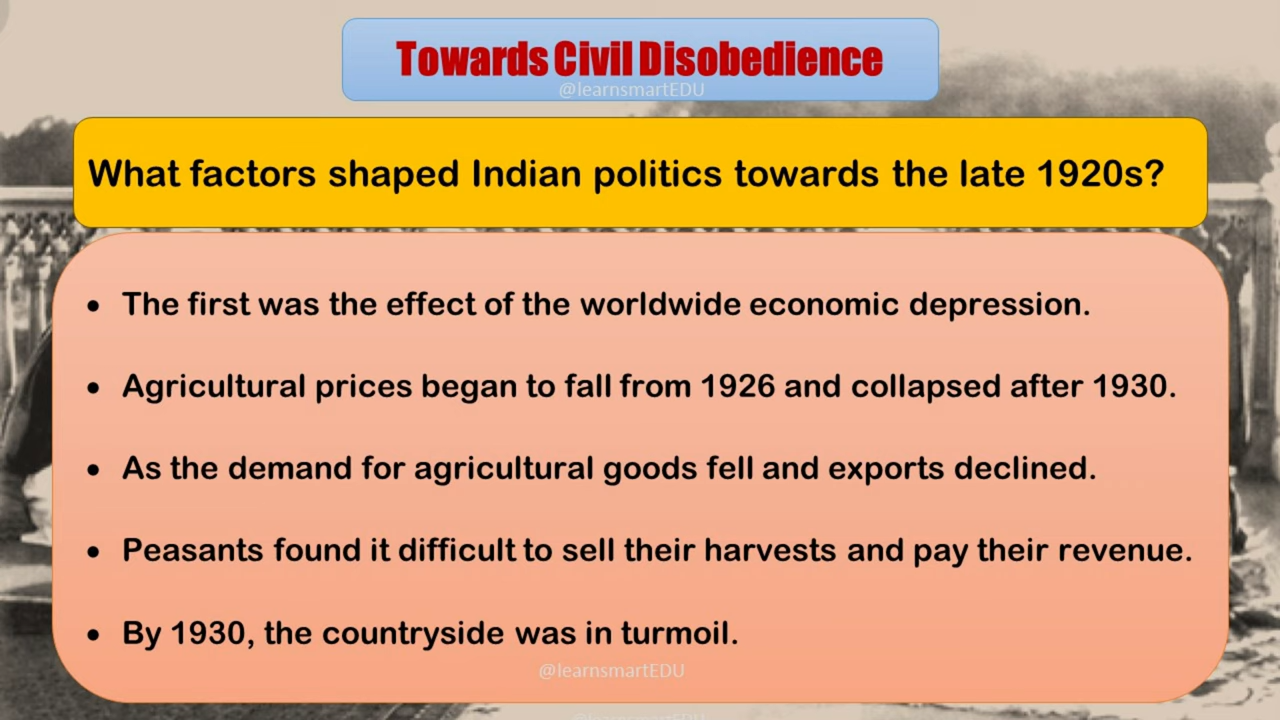 Towards Civil Disobedience
@learnsmartEDU
What factors shaped Indian politics towards the late 1920s?
• The first was the effect of the worldwide economic depression.
• Agricultural prices began to fall from 1926 and collapsed after 1930.
• As the demand for agricultural goods fell and exports declined.
• Peasants found it difficult to sell their harvests and pay their revenue.
• By 1930, the countryside was in turmoil.
@learnsmartEDU
@learnsmartEDU